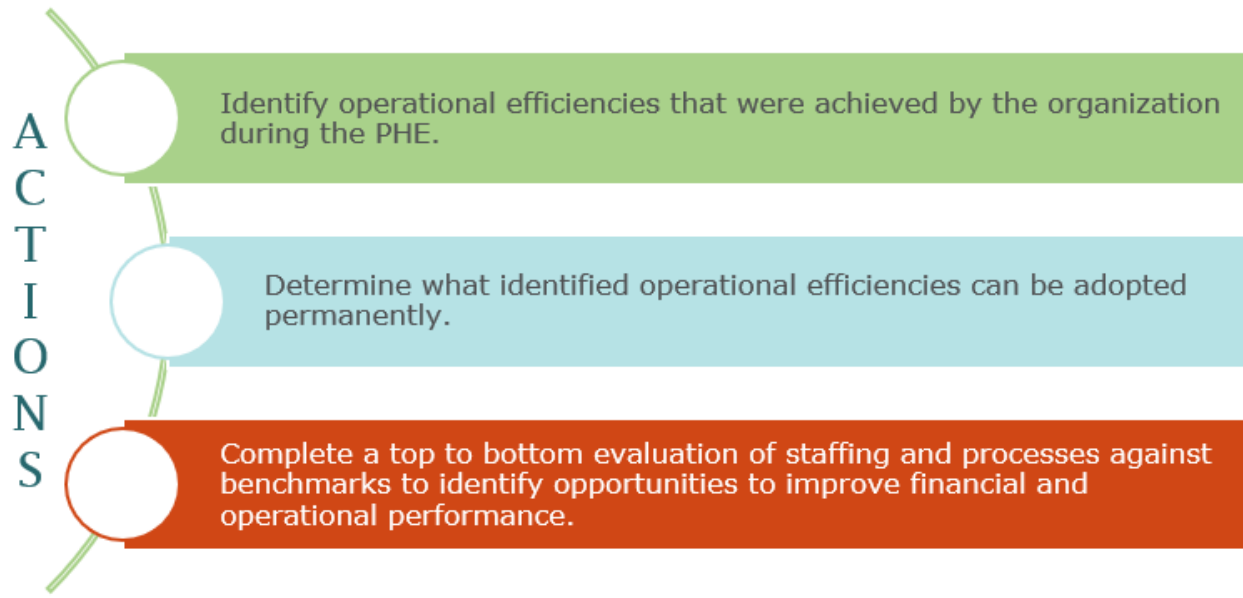 ACTIONS
Identify operational efficiencies that were achieved by the organization
during the PHE.
Determine what identified operational efficiencies can be adopted
permanently.
Complete a top to bottom evaluation of staffing and processes against
benchmarks to identify opportunities to improve financial and
operational performance.